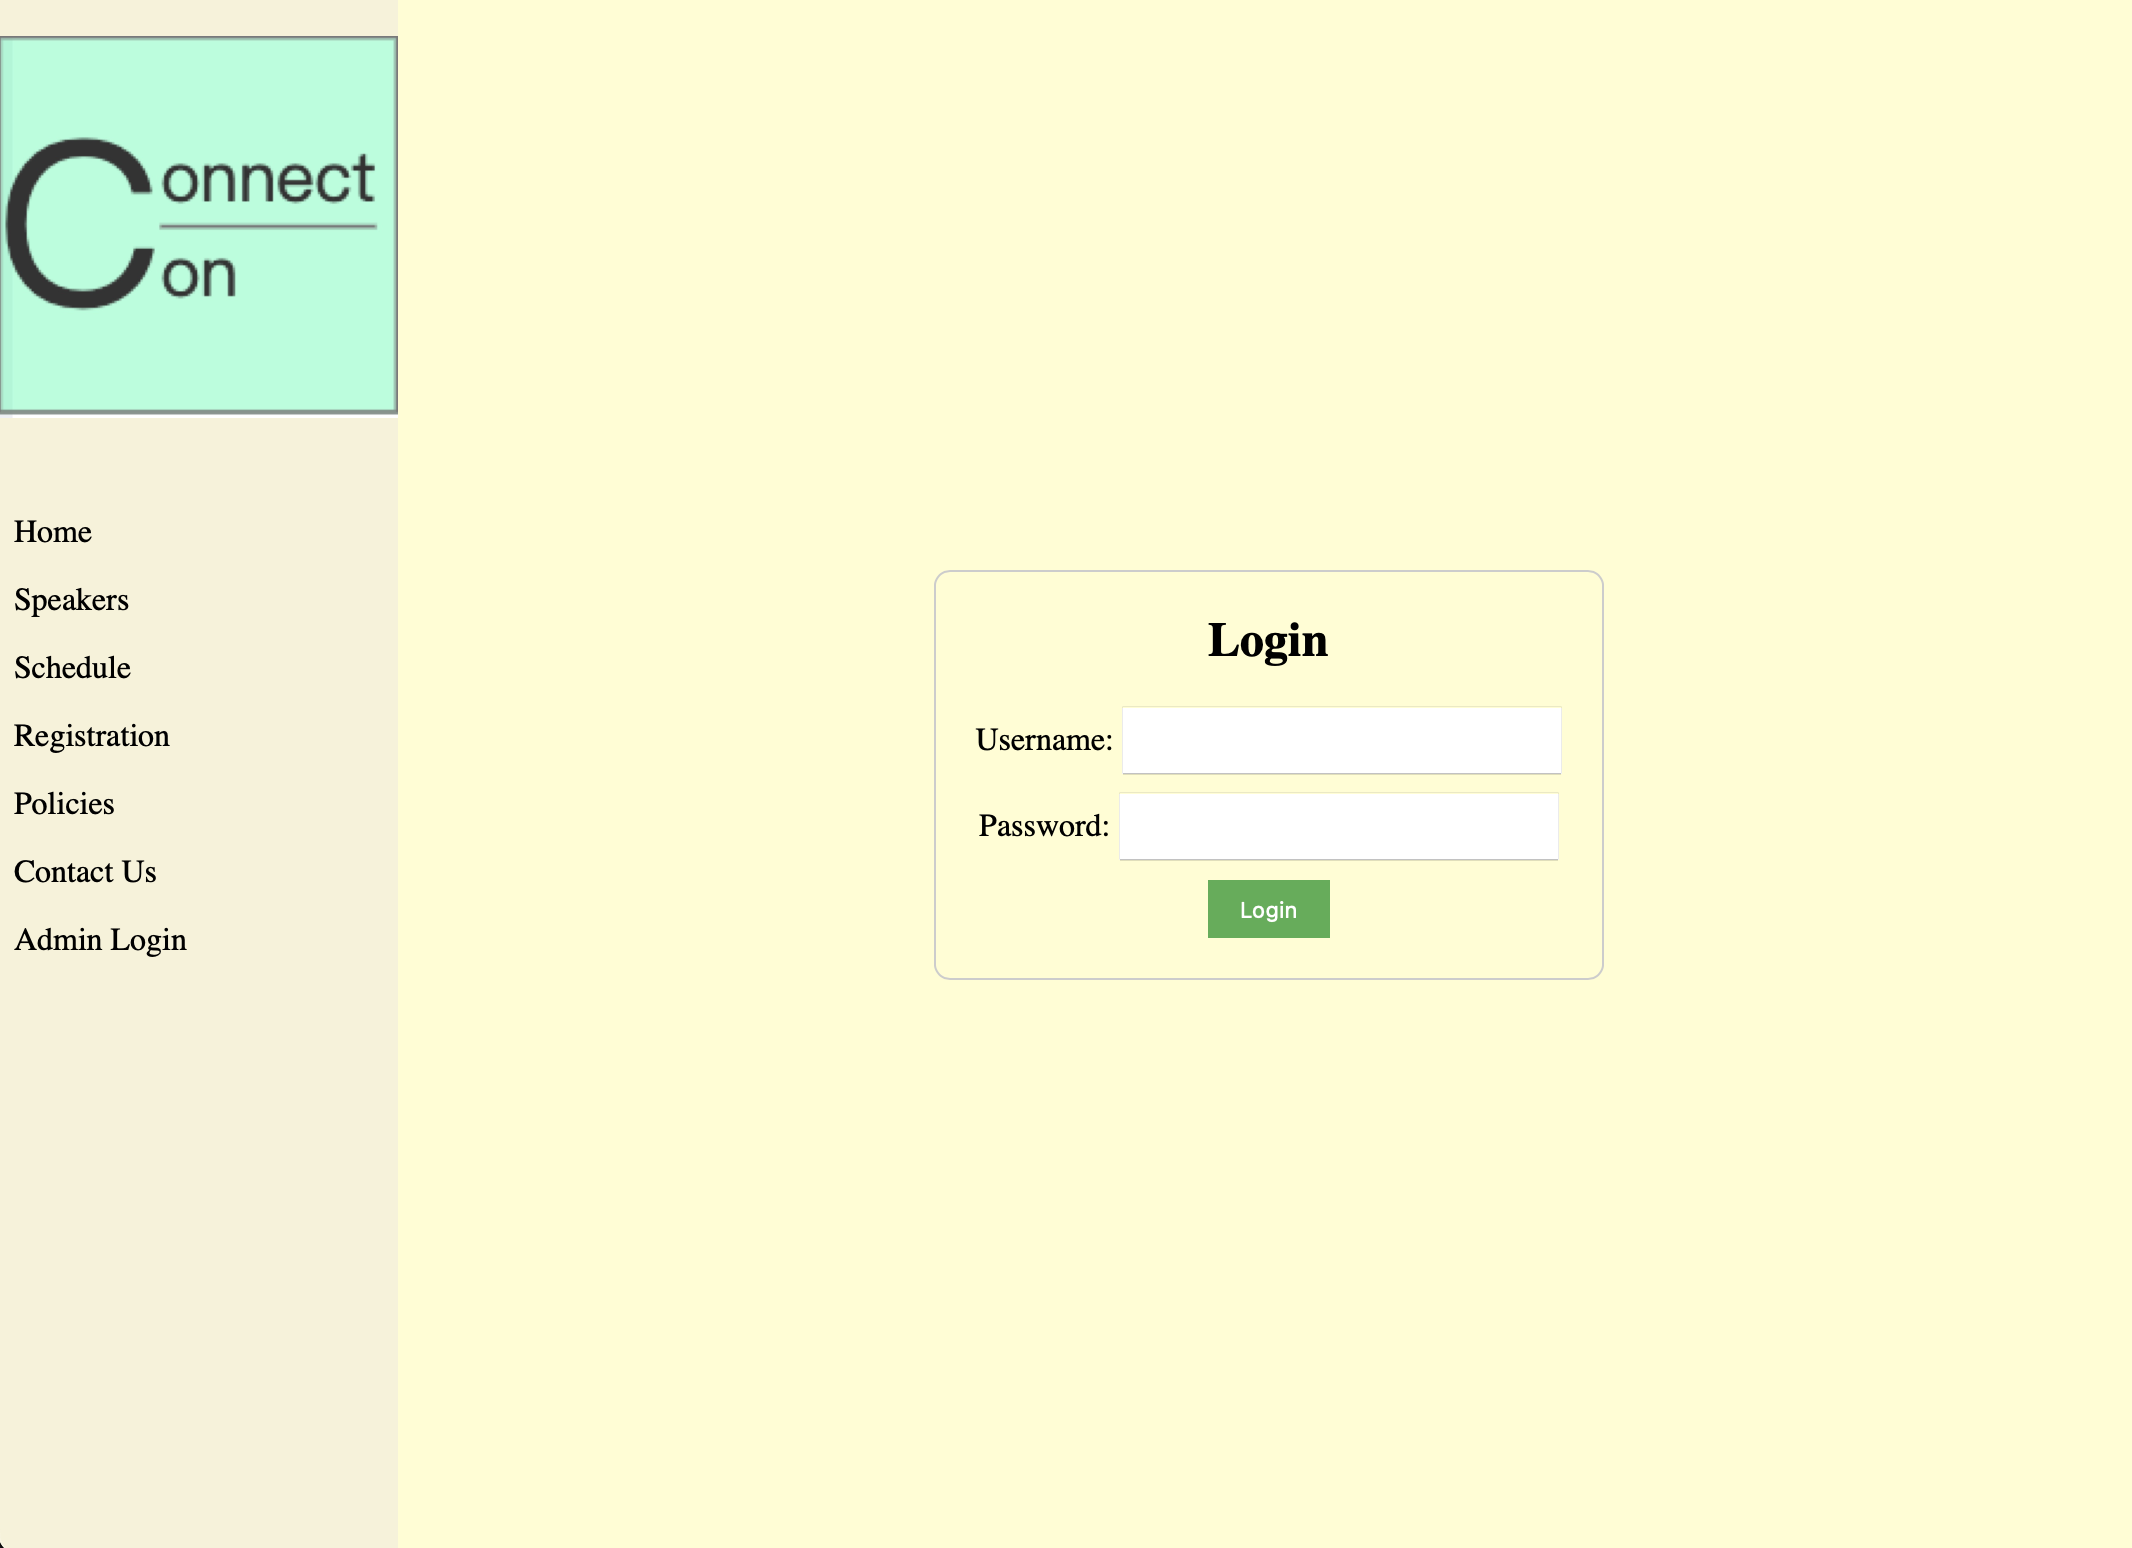 Connect
Con
Home
Speakers
Schedule
Registration
Policies
Contact Us
Admin Login
Login
Username:
Password:
Login